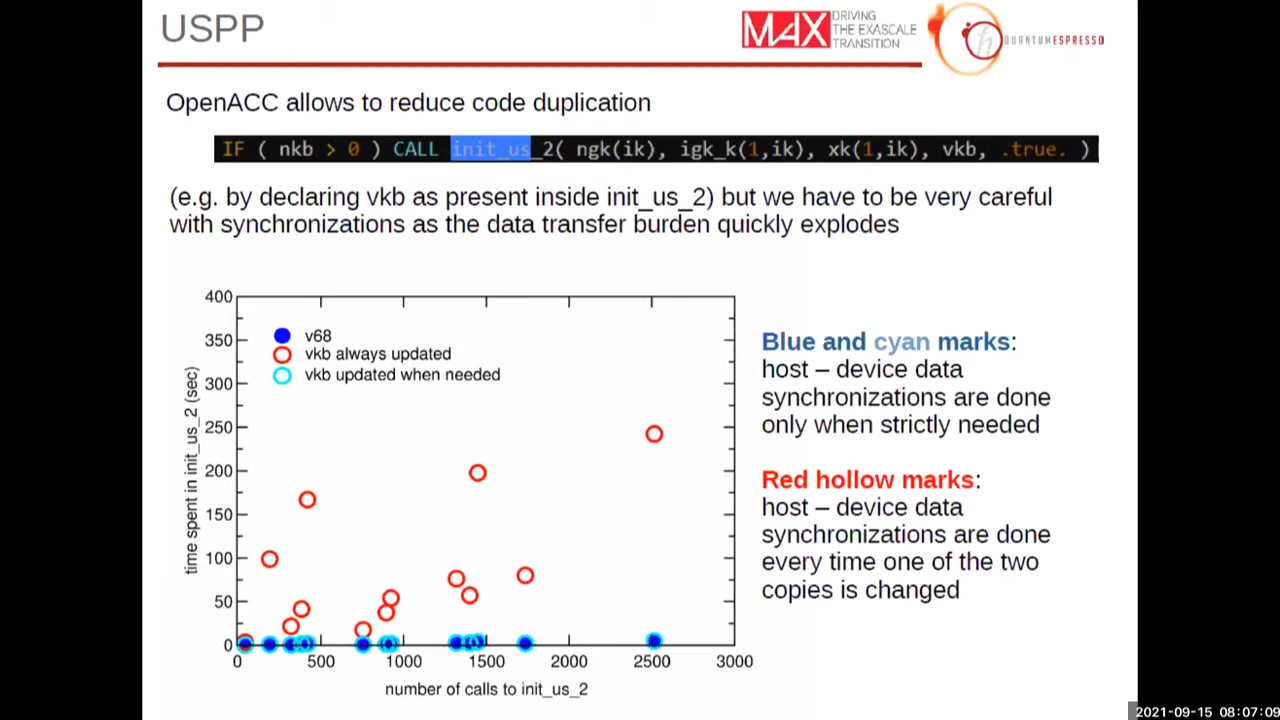 USPP
MAX
DRIVING
THE EXASCALE
TRANSITION
ħ
QUANTUMESPRESSO
OpenACC allows to reduce code duplication
IF ( nkb > 0 ) CALL init_us_2( ngk(ik), igk_k(1,ik), xk(1,ik), vkb, .true. )
(e.g. by declaring vkb as present inside init_us_2) but we have to be very careful
with synchronizations as the data transfer burden quickly explodes
400
350
300
250
200
150
100
50
0
time spent in init_us_2 (sec)
v68
vkb always updated
vkb updated when needed
0 500 1000 1500 2000 2500 3000
number of calls to init_us_2
Blue and cyan marks:
host – device data
synchronizations are done
only when strictly needed
Red hollow marks:
host – device data
synchronizations are done
every time one of the two
copies is changed
2021-09-15 08:07:09